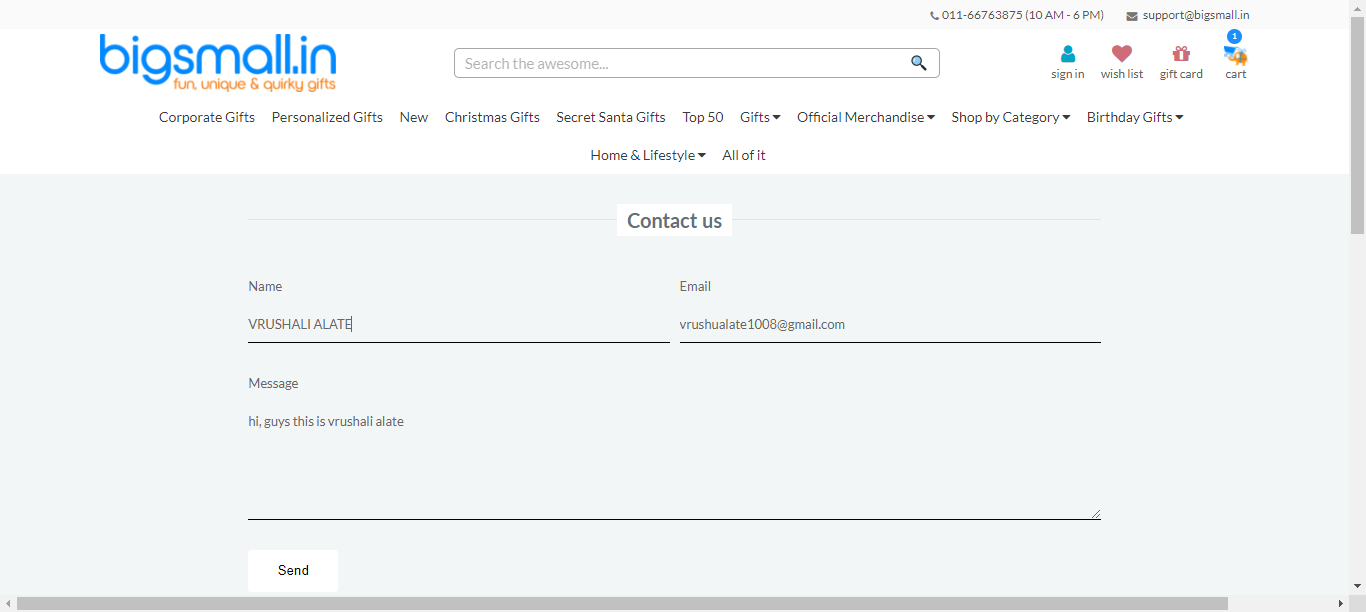 011-66763875 (10 AM - 6 PM) support@bigsmall.in
bigsmall.in
fun, unique & quirky gifts
Search the awesome...
1
sign in wish list gift card cart
Corporate Gifts Personalized Gifts New Christmas Gifts Secret Santa Gifts Top 50 Gifts Official Merchandise Shop by Category Birthday Gifts
Home & Lifestyle All of it
Contact us
Name Email
VRUSHALI ALATE vrushualate1008@gmail.com
Message
hi, guys this is vrushali alate
Send